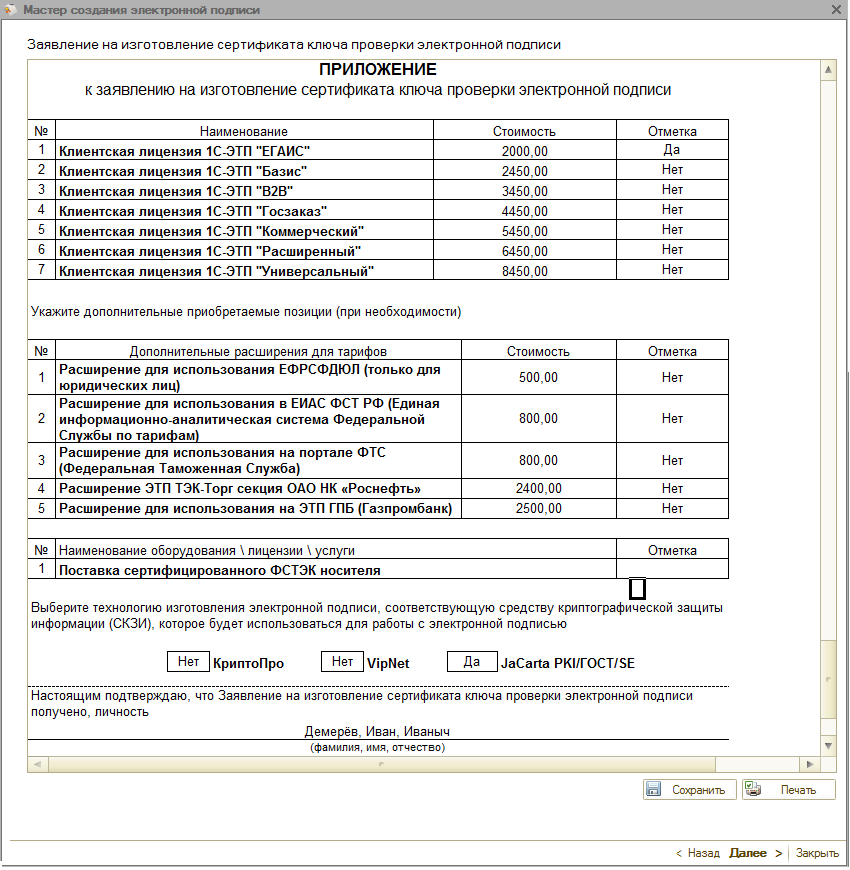 Мастер создания электронной подписи
Заявление на изготовление сертификата ключа проверки электронной подписи
ПРИЛОЖЕНИЕ
к заявлению на изготовление сертификата ключа проверки электронной подписи
№ Наименование Стоимость Отметка
1 Клиентская лицензия 1С-ЭТП "ЕГАИС" 2000,00 Да
2 Клиентская лицензия 1С-ЭТП "Базис" 2450,00 Нет
3 Клиентская лицензия 1С-ЭТП "B2B" 3450,00 Нет
4 Клиентская лицензия 1С-ЭТП "Госзаказ" 4450,00 Нет
5 Клиентская лицензия 1С-ЭТП "Коммерческий" 5450,00 Нет
6 Клиентская лицензия 1С-ЭТП "Расширенный" 6450,00 Нет
7 Клиентская лицензия 1С-ЭТП "Универсальный" 8450,00 Нет
Укажите дополнительные приобретаемые позиции (при необходимости)
№ Дополнительные расширения для тарифов Стоимость Отметка
1 Расширение для использования ЕФРСФДЮЛ (только для
юридических лиц) 500,00 Нет
Расширение для использования в ЕИАС ФСТ РФ (Единая
2 информационно-аналитическая система Федеральной 800,00 Нет
Службы по тарифам)
3 Расширение для использования на портале ФТС
(Федеральная Таможенная Служба) 800,00 Нет
4 Расширение ЭТП ТЭК-Торг секция ОАО НК «Роснефть» 2400,00 Нет
5 Расширение для использования на ЭТП ГПБ (Газпромбанк) 2500,00 Нет
№ Наименование оборудования \ лицензии \ услуги Отметка
1 Поставка сертифицированного ФСТЭК носителя
Выберите технологию изготовления электронной подписи, соответствующую средству криптографической защиты
информации (СКЗИ), которое будет использоваться для работы с электронной подписью
Нет КриптоПро Нет VipNet Да JaCarta PKI/ГОСТ/SE
Настоящим подтверждаю, что Заявление на изготовление сертификата ключа проверки электронной подписи
получено, личность
Демерёв, Иван, Иваныч
(фамилия, имя, отчество)
Сохранить Печать
< Назад Далее > Закрыть